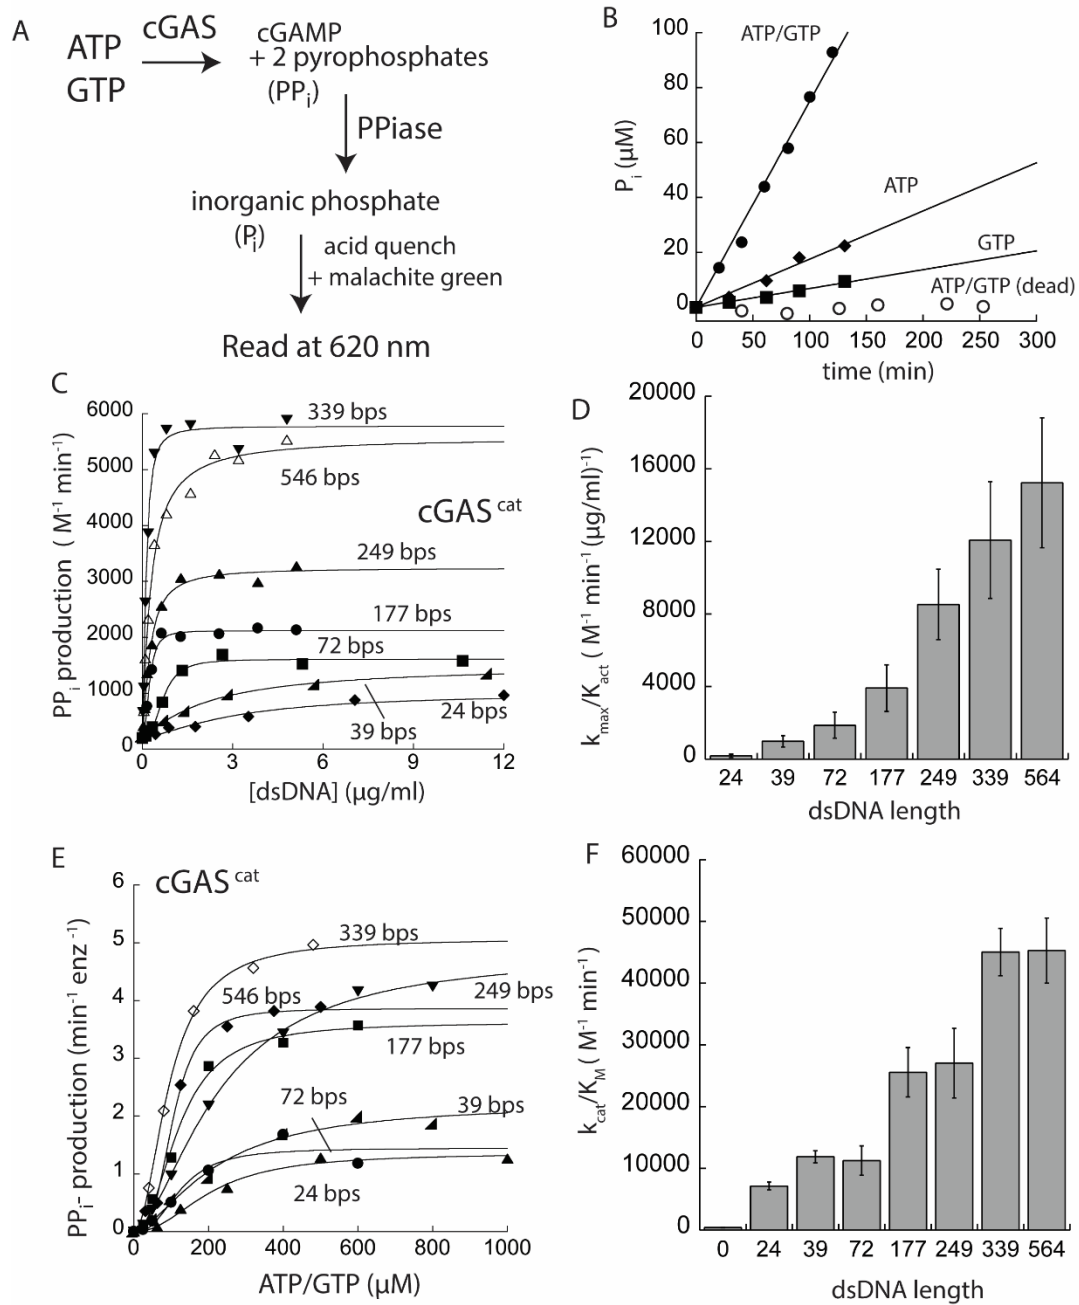 A
ATP
GTP
cGAS
cGAMP
+ 2 pyrophosphates
(PPi)
PPiase
inorganic phosphate
(Pi)
acid quench
+ malachite green
Read at 620 nm
B
100
80
60
40
20
0
Pi (µM)
ATP/GTP
ATP
GTP
ATP/GTP (dead)
0 50 100 150 200 250 300
time (min)
C
6000
5000
4000
3000
2000
1000
0
PPi production ( M-1 min-1)
339 bps
546 bps
cGAS cat
249 bps
177 bps
72 bps
24 bps
39 bps
0 3 6 9 12
[dsDNA] (µg/ml)
D
20000
16000
12000
8000
4000
0
kmax/Kact ( M-1 min-1 (µg/ml)-1)
24 39 72 177 249 339 564
dsDNA length
E
cGAS cat
6
5
4
3
2
1
0
PPi- production (min-1 enz -1)
339 bps
546 bps
249 bps
177 bps
72 bps
39 bps
24 bps
0 200 400 600 800 1000
ATP/GTP (µM)
F
60000
50000
40000
30000
20000
10000
0
kcat/KM ( M-1 min-1)
0 24 39 72 177 249 339 564
dsDNA length